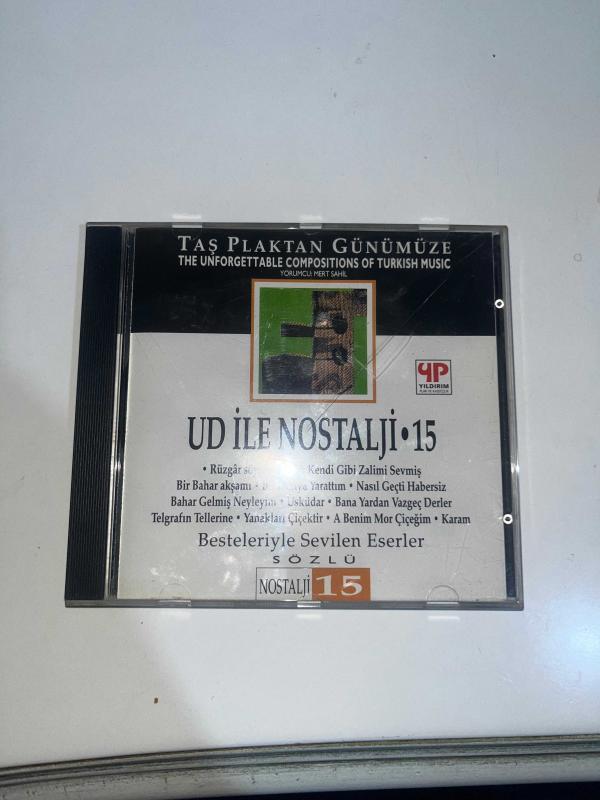 TAŞ PLAKTAN GÜNÜMÜZE
THE UNFORGETTABLE COMPOSITIONS OF TURKISH MUSIC
YORUMCU: MERT SAHİL
YP
YILDIRIM
UD İLE NOSTALJİ • 15
• Rüzgâr Kendi Gibi Zalimi Sevmiş
Bir Bahar akşamı • Yarattım • Nasıl Geçti Habersiz
Bahar Gelmiş Neyleyim • Üsküdar • Bana Yardan Vazgeç Derler
Telgrafın Tellerine • Yanakları Çiçektir • A Benim Mor Çiçeğim • Karam
Besteleriyle Sevilen Eserler
SÖZLÜ
NOSTALJİ 15